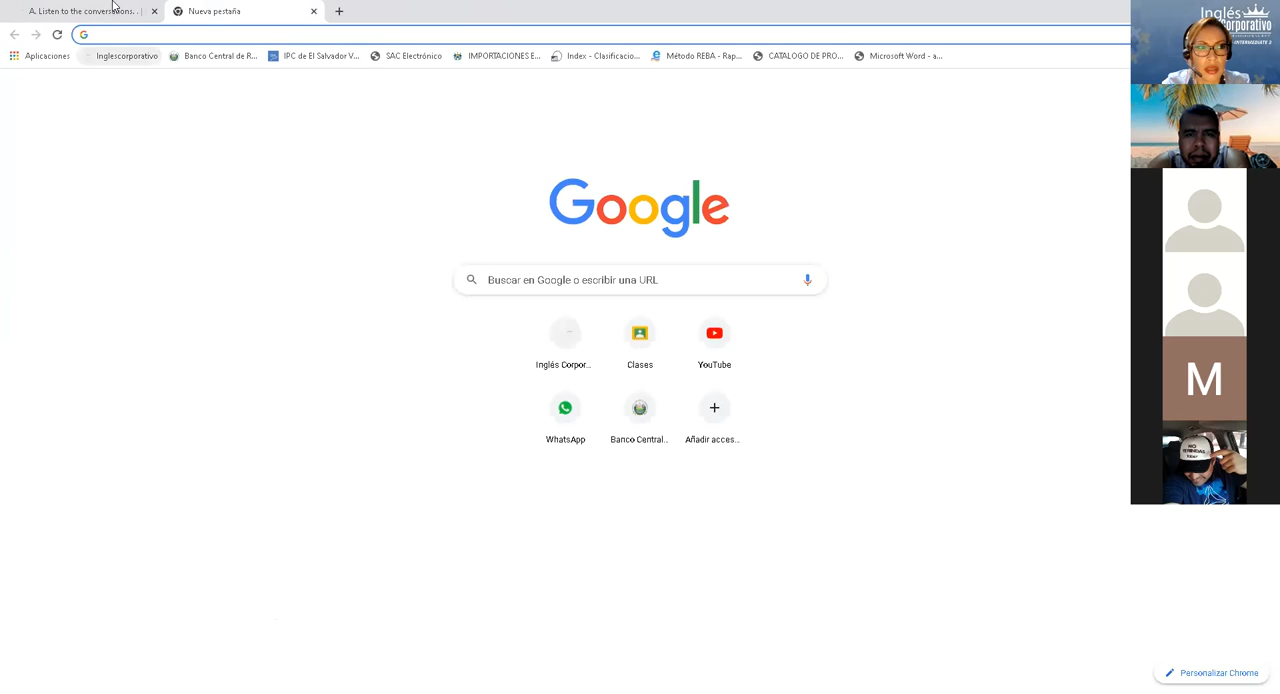 A. Listen to the conversations. . |
Nueva pestaña
Aplicaciones
Inglescorporativo
Banco Central de R...
IPC de El Salvador V...
SAC Electrónico
IMPORTACIONES E...
Index - Clasificacio...
Método REBA - Rap...
CATALOGO DE PRO...
Microsoft Word - a...
Inglés
Corporativo
INTERMEDIATE 2
Google
Buscar en Google o escribir una URL
Inglés Corpor...
Clases
YouTube
WhatsApp
Banco Central...
Añadir acces...
M
Personalizar Chrome